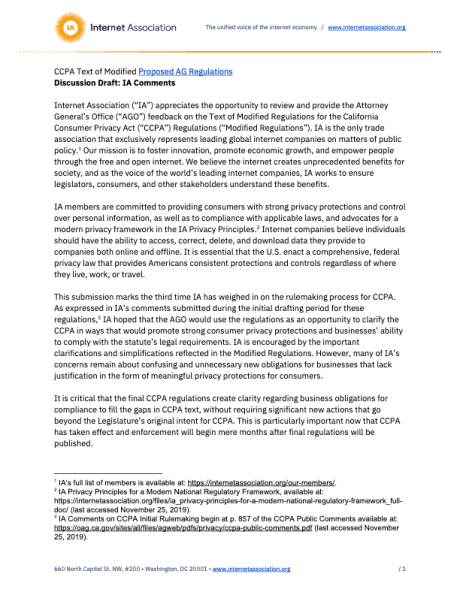 IA Internet Association
The unified voice of the internet economy / www.internetassociation.org
CCPA Text of Modified Proposed AG Regulations
Discussion Draft: IA Comments
Internet Association (“IA”) appreciates the opportunity to review and provide the Attorney
General’s Office (“AGO”) feedback on the Text of Modified Regulations for the California
Consumer Privacy Act (“CCPA”) Regulations (“Modified Regulations”). IA is the only trade
association that exclusively represents leading global internet companies on matters of public
policy.1 Our mission is to foster innovation, promote economic growth, and empower people
through the free and open internet. We believe the internet creates unprecedented benefits for
society, and as the voice of the world’s leading internet companies, IA works to ensure
legislators, consumers, and other stakeholders understand these benefits.
IA members are committed to providing consumers with strong privacy protections and control
over personal information, as well as to compliance with applicable laws, and advocates for a
modern privacy framework in the IA Privacy Principles.2 Internet companies believe individuals
should have the ability to access, correct, delete, and download data they provide to
companies both online and offline. It is essential that the U.S. enact a comprehensive, federal
privacy law that provides Americans consistent protections and controls regardless of where
they live, work, or travel.
This submission marks the third time IA has weighed in on the rulemaking process for CCPA.
As expressed in IA’s comments submitted during the initial drafting period for these
regulations,3 IA hoped that the AGO would use the regulations as an opportunity to clarify the
CCPA in ways that would promote strong consumer privacy protections and businesses’ ability
to comply with the statute’s legal requirements. IA is encouraged by the important
clarifications and simplifications reflected in the Modified Regulations. However, many of IA’s
concerns remain about confusing and unnecessary new obligations for businesses that lack
justification in the form of meaningful privacy protections for consumers.
It is critical that the final CCPA regulations create clarity regarding business obligations for
compliance to fill the gaps in CCPA text, without requiring significant new actions that go
beyond the Legislature’s original intent for CCPA. This is particularly important now that CCPA
has taken effect and enforcement will begin mere months after final regulations will be
published.
1 IA’s full list of members is available at: https://internetassociation.org/our-members/.
2 IA Privacy Principles for a Modern National Regulatory Framework, available at:
https://internetassociation.org/files/ia_privacy-principles-for-a-modern-national-regulatory-framework_full-
doc/ (last accessed November 25, 2019).
3 IA Comments on CCPA Initial Rulemaking begin at p. 857 of the CCPA Public Comments available at:
https://oag.ca.gov/sites/all/files/agweb/pdfs/privacy/ccpa-public-comments.pdf (last accessed November
25, 2019).
660 North Capitol St. NW, #200 • Washington, DC 20001 • www.internetassociation.org / 1